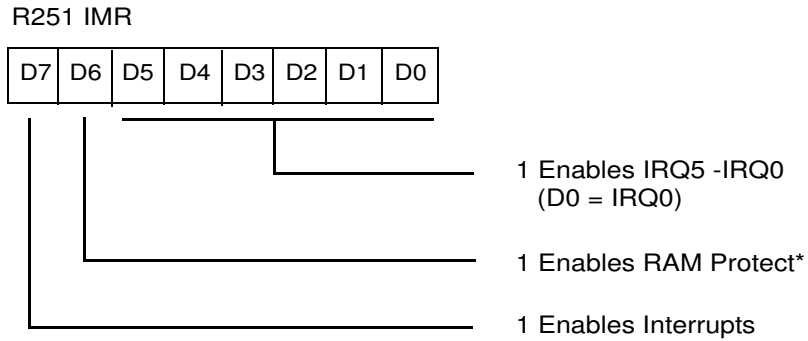 R251 IMR
D7 D6 D5 D4 D3 D2 D1 D0
1 Enables IRQ5 -IRQ0
(D0 = IRQ0)
1 Enables RAM Protect*
1 Enables Interrupts